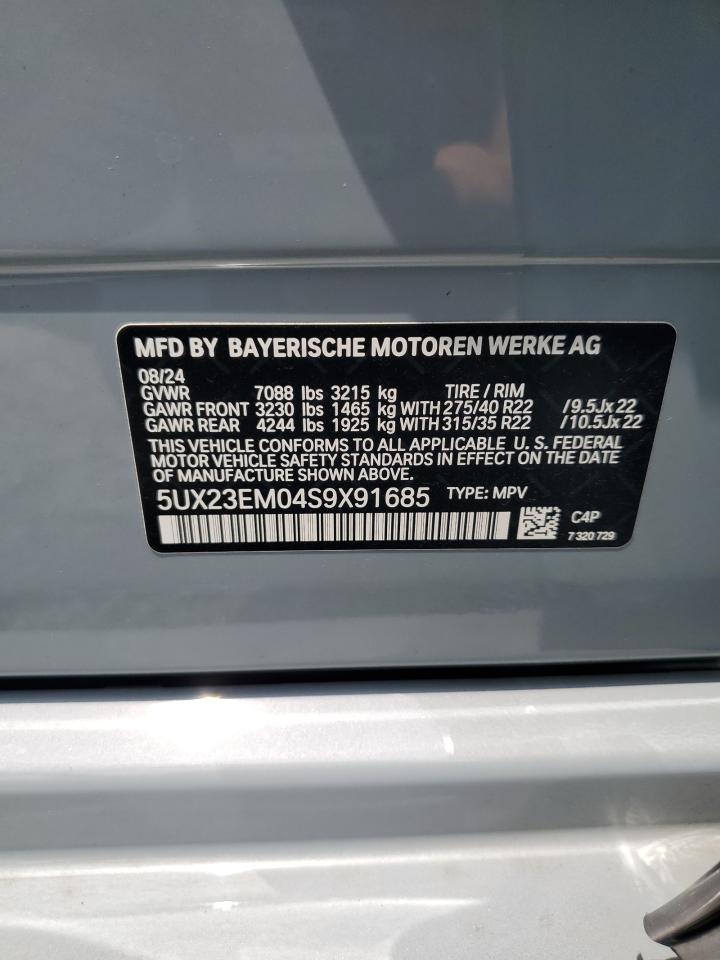 MFD BY BAYERISCHE MOTOREN WERKE AG
08/24
GVWR 7088 lbs 3215 kg TIRE / RIM
GAWR FRONT 3230 lbs 1465 kg WITH 275/40 R22 /9.5Jx22
GAWR REAR 4244 lbs 1925 kg WITH 315/35 R22 /10.5Jx22
THIS VEHICLE CONFORMS TO ALL APPLICABLE U. S. FEDERAL
MOTOR VEHICLE SAFETY STANDARDS IN EFFECT ON THE DATE
OF MANUFACTURE SHOWN ABOVE.
5UX23EM04S9X91685 TYPE: MPV
C4P
7 320 729